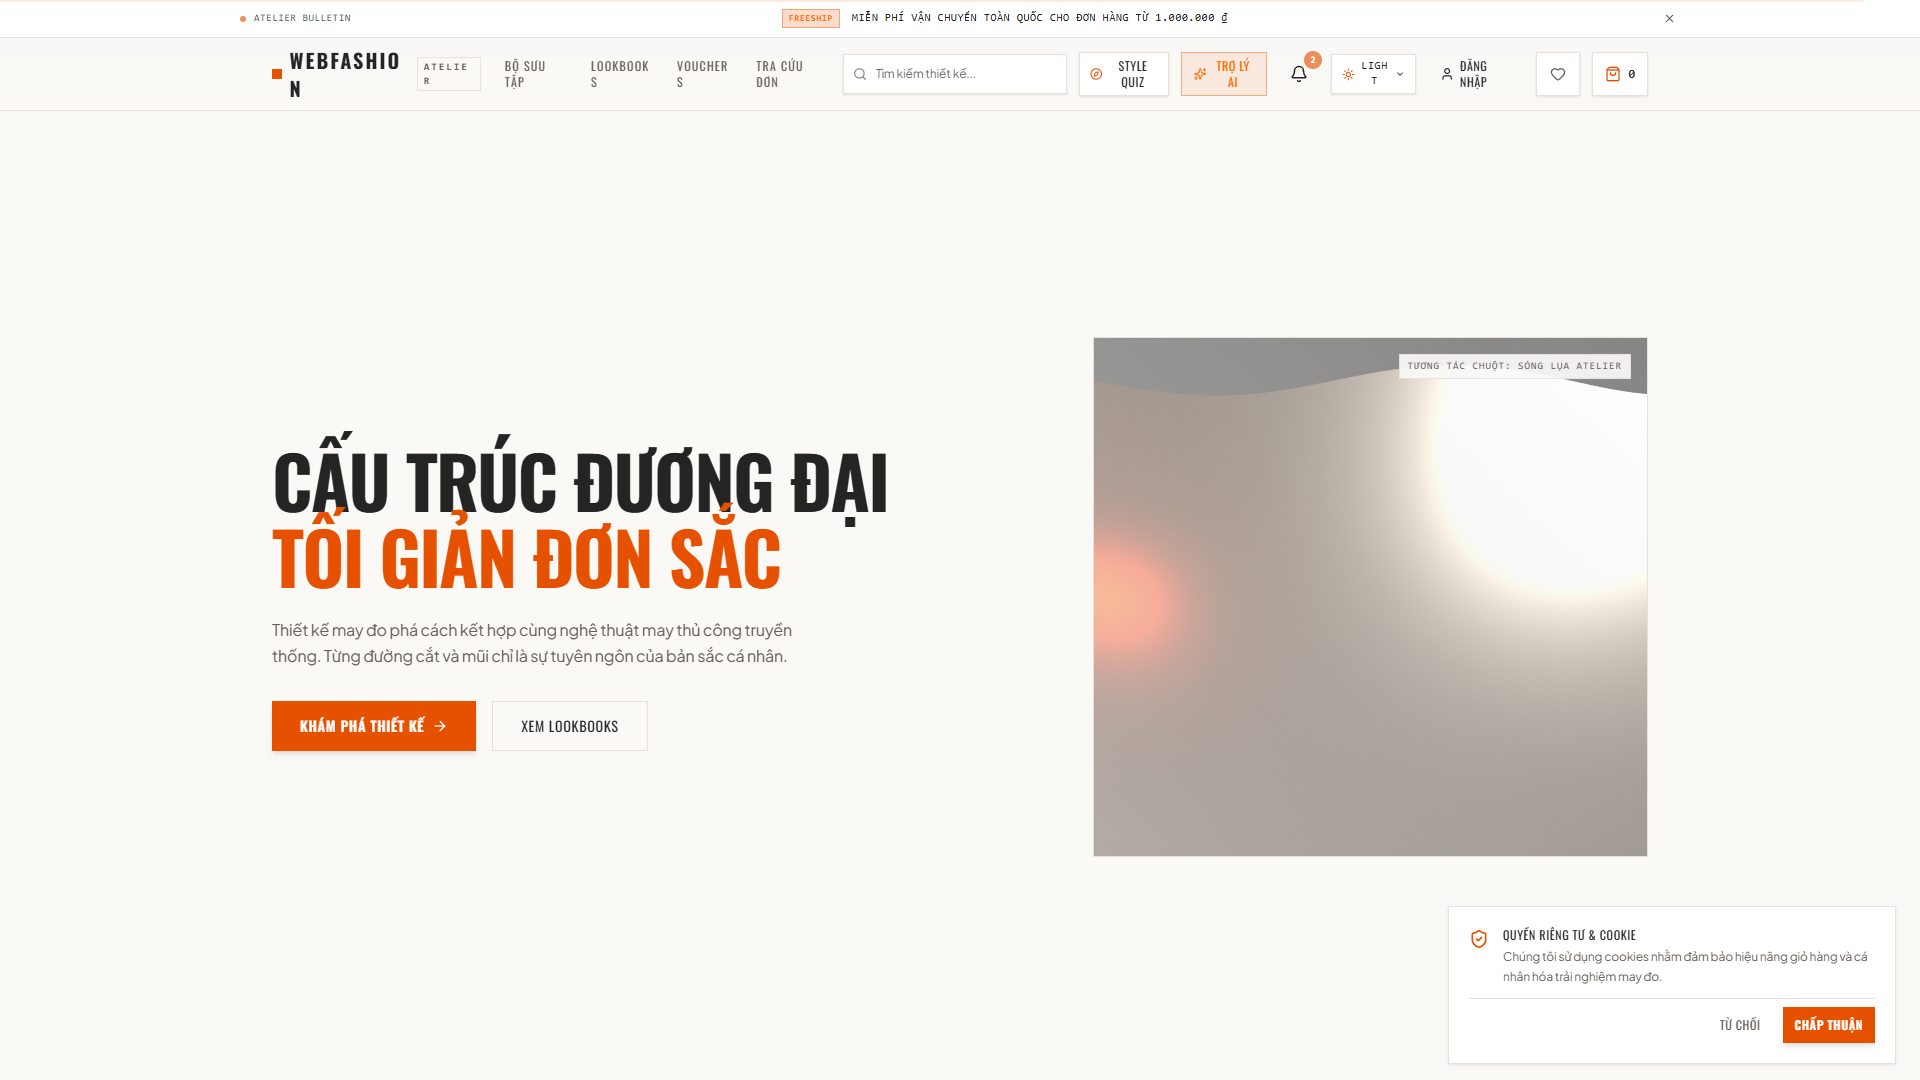 ATELIER BULLETIN
FREESHIP MIỄN PHÍ VẬN CHUYỂN TOÀN QUỐC CHO ĐƠN HÀNG TỪ 1.000.000 ₫
WEBFASHIO
N
ATELIE
R
BỘ SƯU
TẬP
LOOKBOOK
S
VOUCHER
S
TRA CỨU
ĐƠN
Tìm kiếm thiết kế...
STYLE
QUIZ
TRỢ LÝ
AI
2
LIGH
T
ĐĂNG
NHẬP
0
TƯƠNG TÁC CHUỘT: SÓNG LỤA ATELIER
CẤU TRÚC ĐƯƠNG ĐẠI
TỐI GIẢN ĐƠN SẮC
Thiết kế may đo phá cách kết hợp cùng nghệ thuật may thủ công truyền
thống. Từng đường cắt và mũi chỉ là sự tuyên ngôn của bản sắc cá nhân.
KHÁM PHÁ THIẾT KẾ
XEM LOOKBOOKS
QUYỀN RIÊNG TƯ & COOKIE
Chúng tôi sử dụng cookies nhằm đảm bảo hiệu năng giỏ hàng và cá
nhân hóa trải nghiệm may đo.
TỪ CHỐI
CHẤP THUẬN